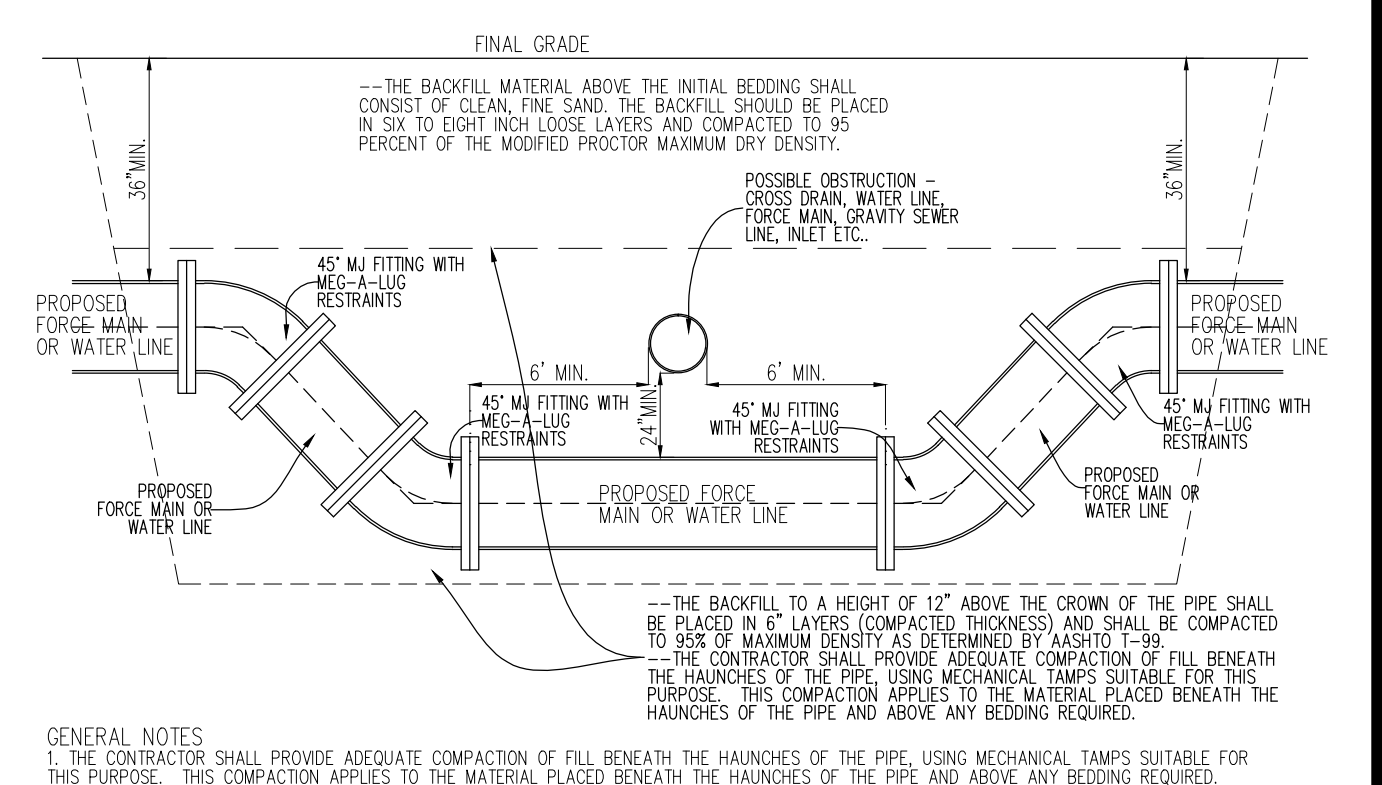 FINAL GRADE
--THE BACKFILL MATERIAL ABOVE THE INITIAL BEDDING SHALL
CONSIST OF CLEAN, FINE SAND. THE BACKFILL SHOULD BE PLACED
IN SIX TO EIGHT INCH LOOSE LAYERS AND COMPACTED TO 95
PERCENT OF THE MODIFIED PROCTOR MAXIMUM DRY DENSITY.
36"MIN.
36"MIN.
POSSIBLE OBSTRUCTION -
CROSS DRAIN, WATER LINE,
FORCE MAIN, GRAVITY SEWER
LINE, INLET ETC..
45° MJ FITTING WITH
MEG-A-LUG
RESTRAINTS
PROPOSED
FORCE MAIN
OR WATER LINE
PROPOSED
FORCE MAIN
OR WATER LINE
6' MIN.
6' MIN.
24"MIN.
45° MJ FITTING WITH
MEG-A-LUG
RESTRAINTS
45° MJ FITTING
WITH MEG-A-LUG
RESTRAINTS
45° MJ FITTING WITH
MEG-A-LUG
RESTRAINTS
PROPOSED
FORCE MAIN OR
WATER LINE
PROPOSED FORCE
MAIN OR WATER LINE
PROPOSED
FORCE MAIN OR
WATER LINE
--THE BACKFILL TO A HEIGHT OF 12" ABOVE THE CROWN OF THE PIPE SHALL
BE PLACED IN 6" LAYERS (COMPACTED THICKNESS) AND SHALL BE COMPACTED
TO 95% OF MAXIMUM DENSITY AS DETERMINED BY AASHTO T-99.
--THE CONTRACTOR SHALL PROVIDE ADEQUATE COMPACTION OF FILL BENEATH
THE HAUNCHES OF THE PIPE, USING MECHANICAL TAMPS SUITABLE FOR THIS
PURPOSE. THIS COMPACTION APPLIES TO THE MATERIAL PLACED BENEATH THE
HAUNCHES OF THE PIPE AND ABOVE ANY BEDDING REQUIRED.
GENERAL NOTES
1. THE CONTRACTOR SHALL PROVIDE ADEQUATE COMPACTION OF FILL BENEATH THE HAUNCHES OF THE PIPE, USING MECHANICAL TAMPS SUITABLE FOR
THIS PURPOSE. THIS COMPACTION APPLIES TO THE MATERIAL PLACED BENEATH THE HAUNCHES OF THE PIPE AND ABOVE ANY BEDDING REQUIRED.